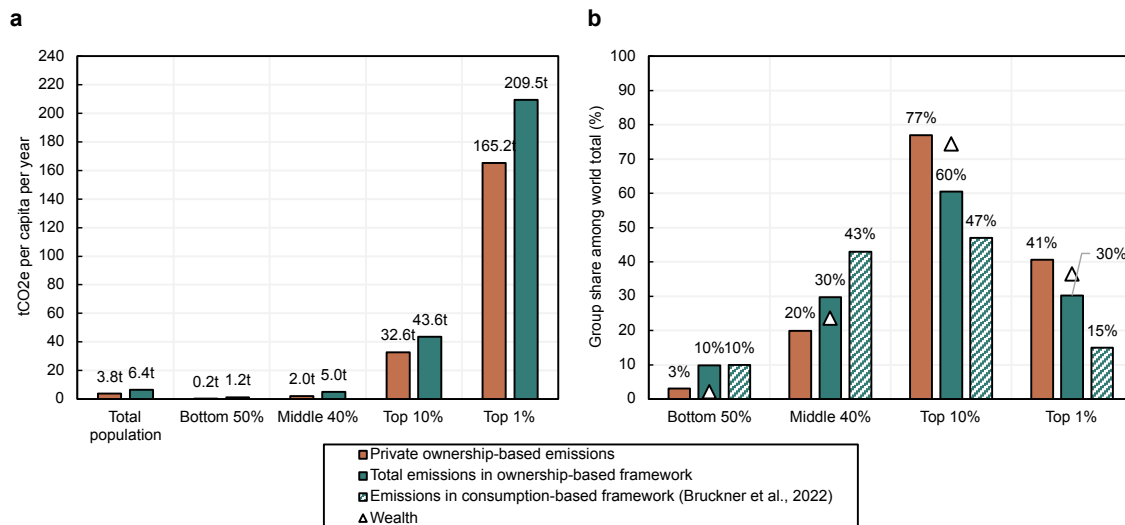 a
tCO2e per capita per year
240
220
200
180
160
140
120
100
80
60
40
20
0
3.8t
6.4t
0.2t
1.2t
2.0t
5.0t
32.6t
43.6t
165.2t
209.5t
Total
population
Bottom 50%
Middle 40%
Top 10%
Top 1%
b
Group share among world total (%)
100
90
80
70
60
50
40
30
20
10
0
3%
10%
10%
20%
30%
43%
77%
60%
47%
41%
30%
15%
Bottom 50%
Middle 40%
Top 10%
Top 1%
Private ownership-based emissions
Total emissions in ownership-based framework
Emissions in consumption-based framework (Bruckner et al., 2022)
Wealth